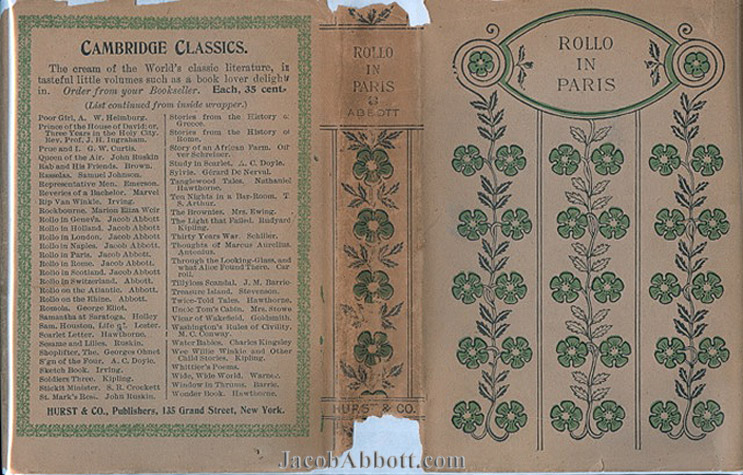 CAMBRIDGE CLASSICS.
The cream of the World's classic literature, in
tasteful little volumes such as a book lover delights
in. Order from your Bookseller. Each, 35 cent
(List continued from inside wrapper.)
Poor Girl, A. W. Heimburg.
Prince of the House of David; or,
Three Years in the Holy City.
Rev. Prof. J. H. Ingraham.
Prue and I. G. W. Curtis.
Queen of the Air. John Ruskin
Rab and His Friends. Brown.
Rasselas. Samuel Johnson.
Representative Men. Emerson.
Reveries of a Bachelor. Marvel
Rip Van Winkle. Irving.
Rockbourne. Marion Eliza Weir
Rollo in Geneva. Jacob Abbott
Rollo in Holland. Jacob Abbott
Rollo in London. Jacob Abbott
Rollo in Naples. Jacob Abbott.
Rollo in Paris. Jacob Abbott.
Rollo in Rome. Jacob Abbott.
Rollo in Scotland. Jacob Abbott
Rollo in Switzerland. Abbott.
Rollo on the Atlantic. Abbott.
Rollo on the Rhine. Abbott.
Romola. George Eliot.
Samantha at Saratoga. Holley
Sam. Houston, Life of. Lester.
Scarlet Letter. Hawthorne.
Sesame and Lilies. Ruskin.
Shoplifter, The. Georges Ohnet
Sign of the Four. A. C. Doyle.
Sketch Book. Irving.
Soldiers Three. Kipling.
Stickit Minister. S. R. Crockett
St. Mark's Rest. John Ruskin.
Stories from the History of
Greece.
Stories from the History of
Rome.
Story of an African Farm. Oli-
ver Schreiner.
Study in Scarlet. A. C. Doyle.
Sylvie. Gérard De Nerval.
Tanglewood Tales. Nathaniel
Hawthorne.
Ten Nights in a Bar-Room. T.
S. Arthur.
The Brownies. Mrs. Ewing.
The Light that Failed. Rudyard
Kipling.
Thirty Years War. Schiller.
Thoughts of Marcus Aurelius
Antonius.
Through the Looking-Glass, and
what Alice Found There. Car
roll.
Tillyloss Scandal. J. M. Barrie
Treasure Island. Stevenson.
Twice-Told Tales. Hawthorne.
Uncle Tom's Cabin. Mrs. Stowe
Vicar of Wakefield. Goldsmith.
Washington's Rules of Civility.
M. C. Conway.
Water Babies. Charles Kingsley
Wee Willie Winkie and Other
Child Stories. Kipling.
Whittier's Poems.
Wide, Wide World. Warner.
Window in Thrums. Barrie.
Wonder Book. Hawthorne.
HURST & CO., Publishers, 135 Grand Street, New York.
ROLLO
IN
PARIS
ABBOTT
HURST & CO.
ROLLO
IN
PARIS
JacobAbbott.com